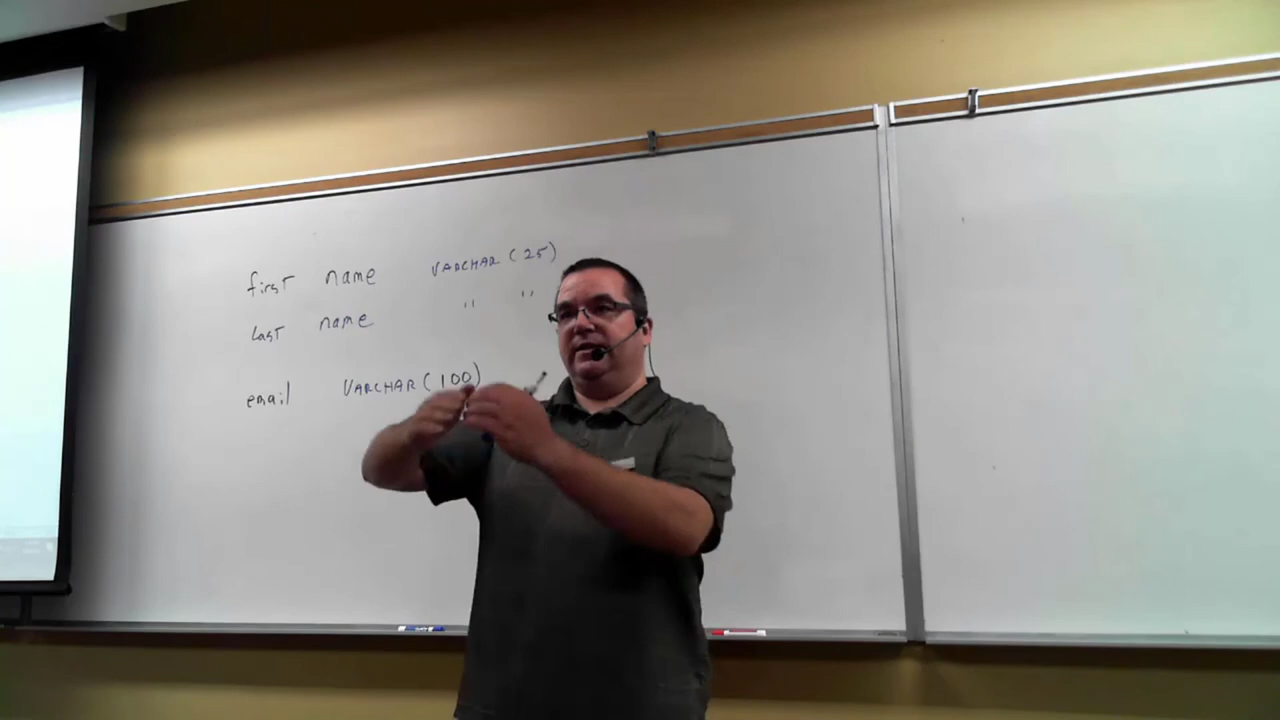 first name VARCHAR (25)
last name " "
email VARCHAR (100)